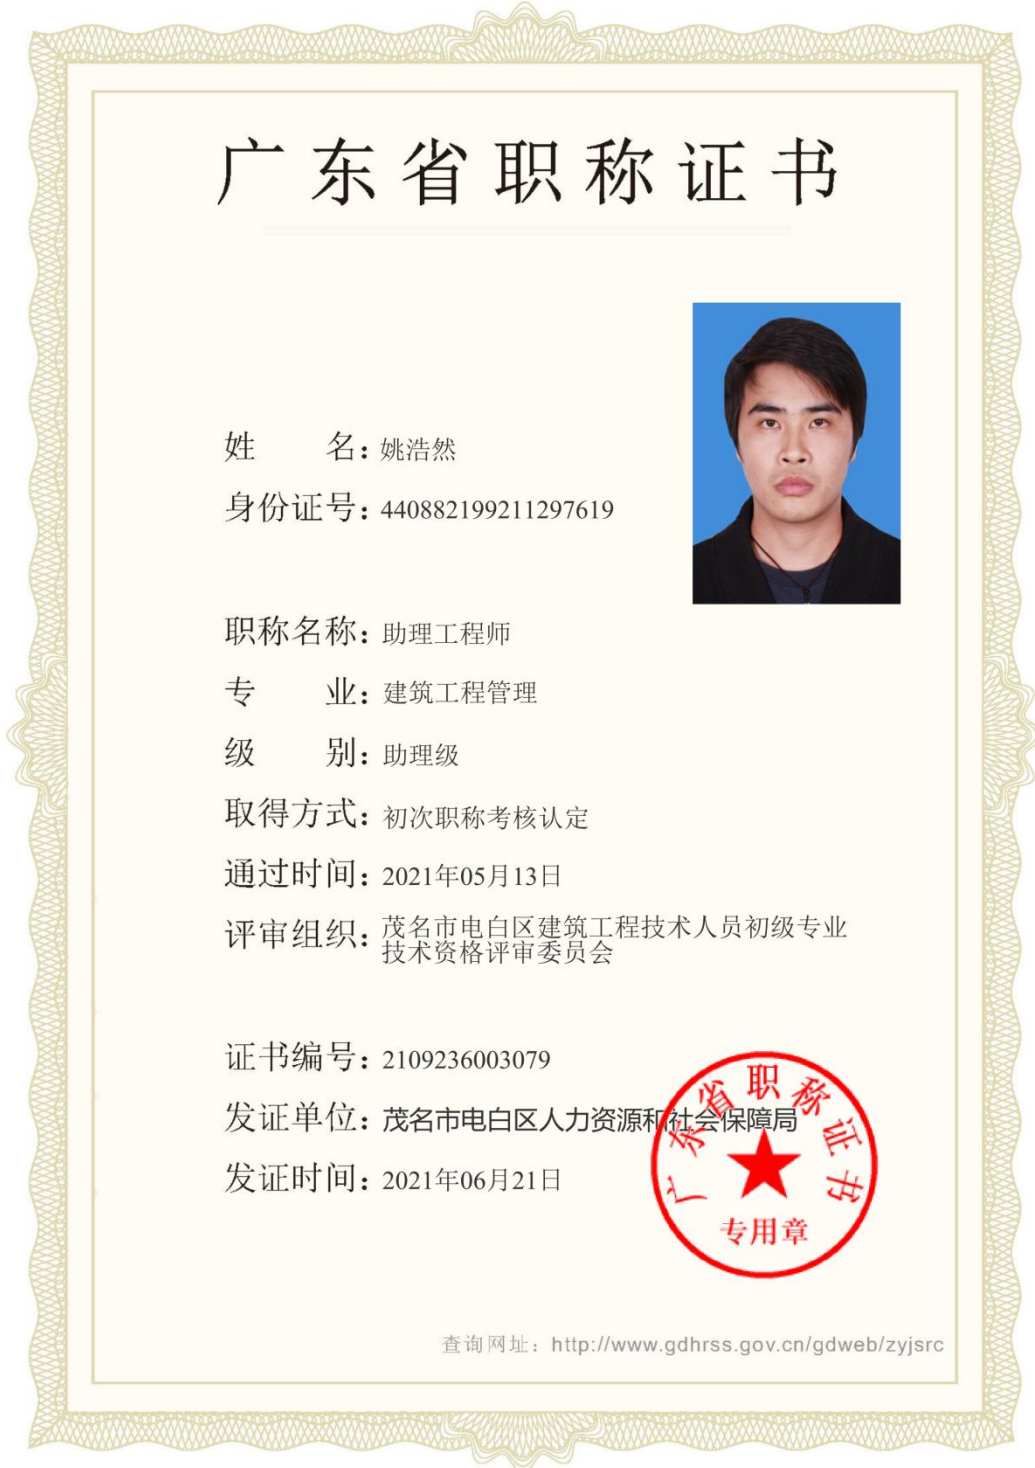 广东省职称证书
姓 名：姚浩然
身份证号：440882199211297619
职称名称：助理工程师
专 业：建筑工程管理
级 别：助理级
取得方式：初次职称考核认定
通过时间：2021年05月13日
评审组织：茂名市电白区建筑工程技术人员初级专业
技术资格评审委员会
证书编号：2109236003079
发证单位：茂名市电白区人力资源和社会保障局
发证时间：2021年06月21日
广东省职称证书
专用章
查询网址：http://www.gdhrss.gov.cn/gdweb/zyjsrc